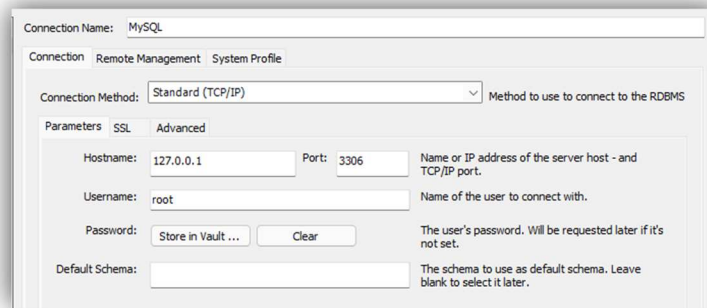 Connection Name: MySQL
Connection Remote Management System Profile
Connection Method: Standard (TCP/IP) Method to use to connect to the RDBMS
Parameters SSL Advanced
Hostname: 127.0.0.1 Port: 3306 Name or IP address of the server host - and
TCP/IP port.
Username: root Name of the user to connect with.
Password: Store in Vault ... Clear The user's password. Will be requested later if it's
not set.
Default Schema: The schema to use as default schema. Leave
blank to select it later.